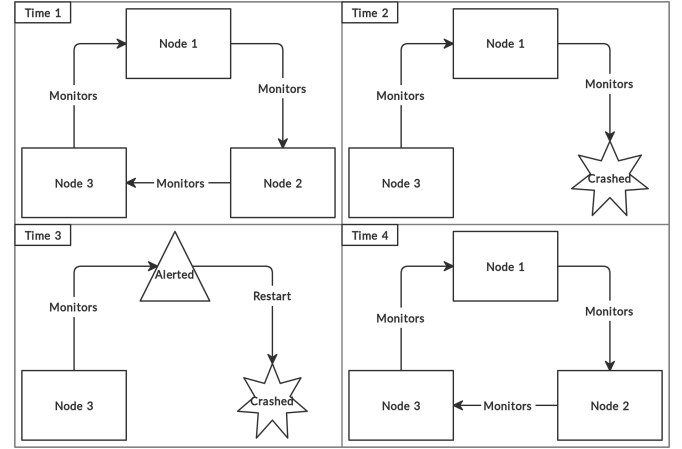 Time 1
Node 1
Monitors
Monitors
Node 3
Monitors
Node 2
Time 2
Node 1
Monitors
Monitors
Node 3
Crashed
Time 3
Alerted
Monitors
Restart
Node 3
Crashed
Time 4
Node 1
Monitors
Monitors
Node 3
Monitors
Node 2